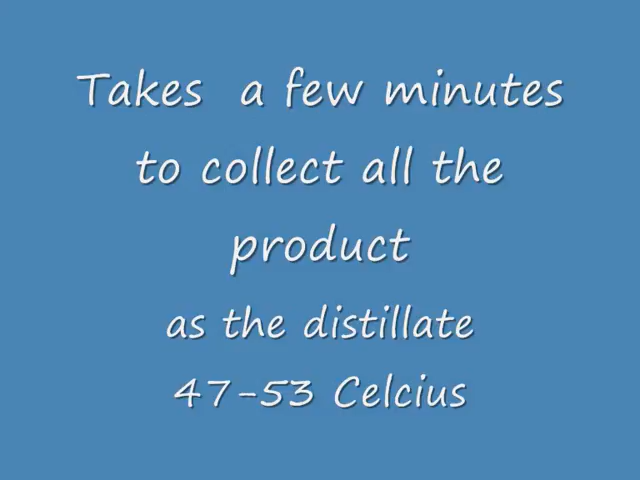 Takes a few minutes
to collect all the
product
as the distillate
47-53 Celcius